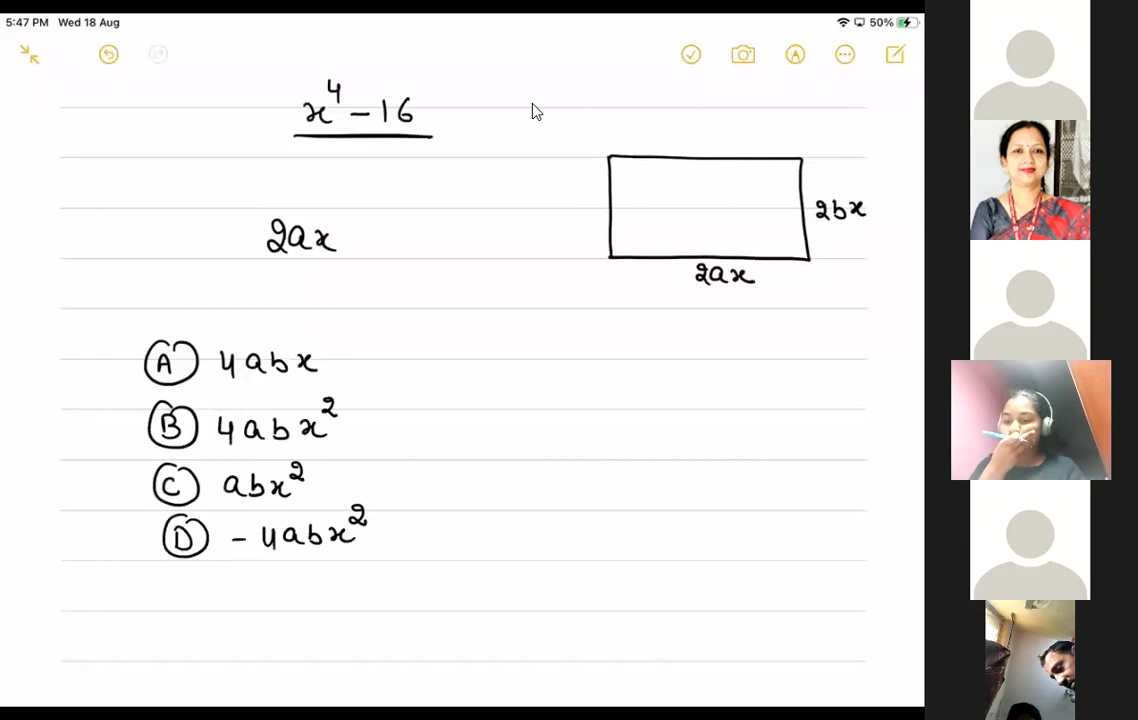 5:47 PM Wed 18 Aug
50%
x⁴ – 16
2bx
2ax
2ax
A 4abx
B 4abx²
C abx²
D – 4abx²